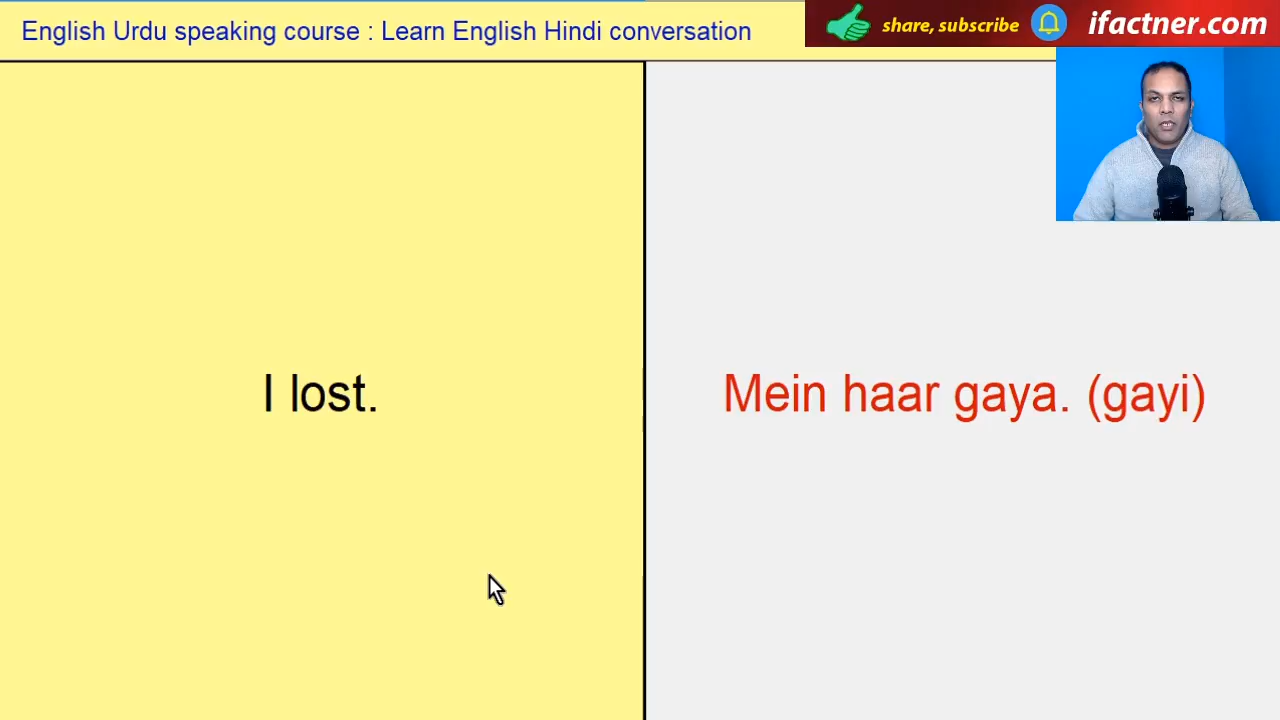 English Urdu speaking course : Learn English Hindi conversation
share, subscribe
ifactner.com
I lost.
Mein haar gaya. (gayi)